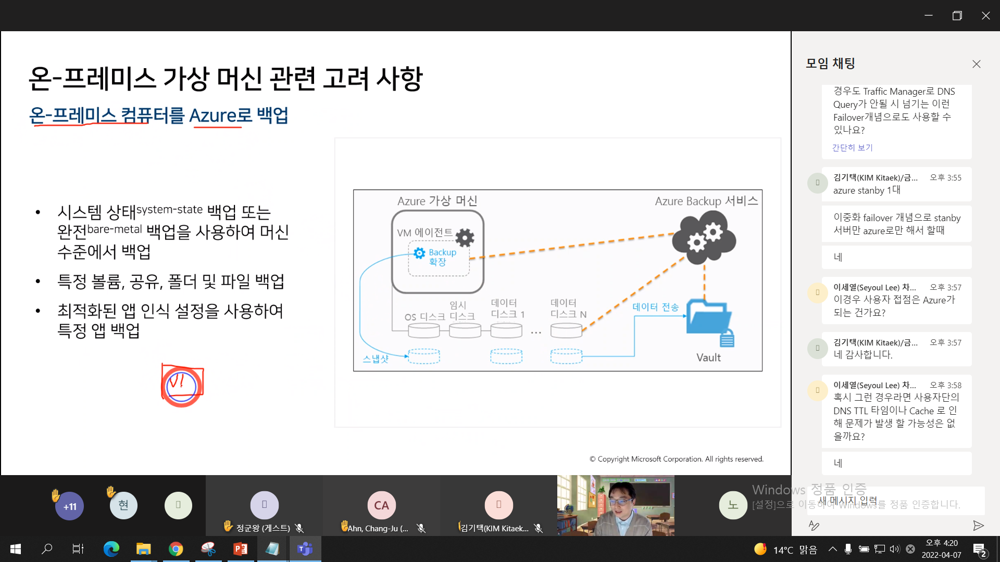 온-프레미스 가상 머신 관련 고려 사항
온-프레미스 컴퓨터를 Azure로 백업
• 시스템 상태system-state 백업 또는
완전bare-metal 백업을 사용하여 머신
수준에서 백업
• 특정 볼륨, 공유, 폴더 및 파일 백업
• 최적화된 앱 인식 설정을 사용하여
특정 앱 백업
Azure 가상 머신
Azure Backup 서비스
VM 에이전트
Backup
확장
OS 디스크
임시
디스크
데이터
디스크 1
...
데이터
디스크 N
데이터 전송
스냅샷
Vault
© Copyright Microsoft Corporation. All rights reserved.
모임 채팅
경우도 Traffic Manager로 DNS
Query가 안될 시 넘기는 이런
Failover개념으로도 사용할 수
있나요?
간단히 보기
김기택(KIM Kitaek)/금... 오후 3:55
azure stanby 1대
이중화 failover 개념으로 stanby
서버만 azure로만 해서 할때
네
이세열(Seyoul Lee) 차... 오후 3:57
이경우 사용자 접점은 Azure가
되는 건가요?
김기택(KIM Kitaek)/금... 오후 3:57
네 감사합니다.
이세열(Seyoul Lee) 차... 오후 3:58
혹시 그런 경우라면 사용자단의
DNS TTL 타임이나 Cache 로 인
해 문제가 발생 할 가능성은 없
을까요?
네
Windows 정품 인증
[설정]으로 이동하여 Windows를 정품 인증합니다.
새 메시지 입력
+11
현
CA
노
정군왕 (게스트)
Ahn, Chang-Ju (...
김기택(KIM Kitaek...
14°C 맑음
오후 4:20
2022-04-07
2